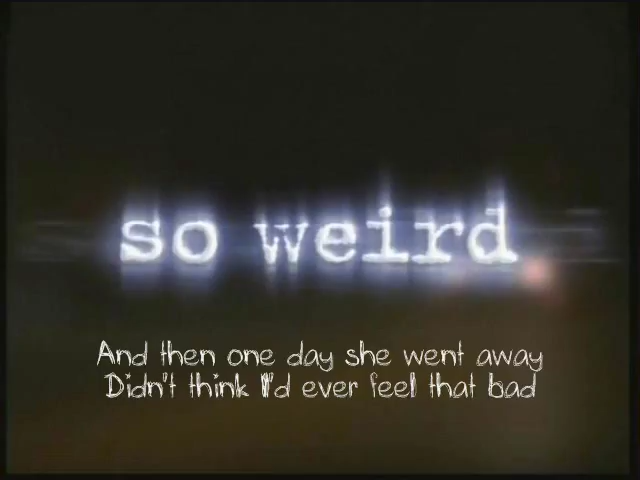 so weird.
And then one day she went away
Didn't think I'd ever feel that bad